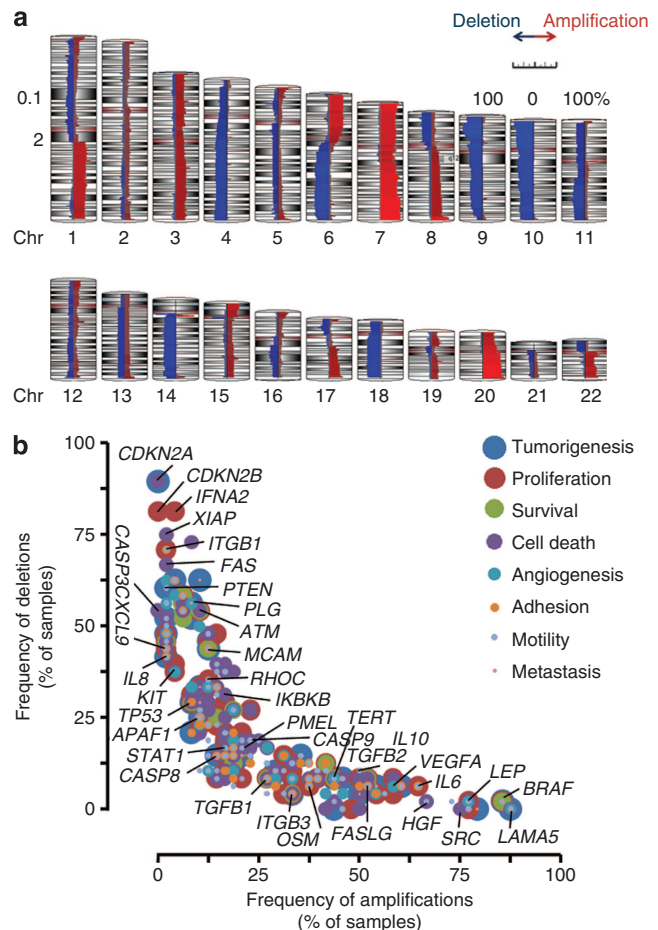 a
Deletion Amplification
100 0 100%
0.1
2
Chr 1 2 3 4 5 6 7 8 9 10 11
Chr 12 13 14 15 16 17 18 19 20 21 22
b
100
75
50
25
0
Frequency of deletions
(% of samples)
CDKN2A
CDKN2B
IFNA2
XIAP
ITGB1
FAS
CASP3
CXCL9
PTEN
PLG
ATM
MCAM
IL8
KIT
RHOC
TP53
IKBKB
APAF1
PMEL
STAT1
CASP9
CASP8
TERT
IL10
TGFB2
VEGFA
TGFB1
IL6
LEP
BRAF
ITGB3
OSM
FASLG
HGF
SRC
LAMA5
Tumorigenesis
Proliferation
Survival
Cell death
Angiogenesis
Adhesion
Motility
Metastasis
0 25 50 75 100
Frequency of amplifications
(% of samples)